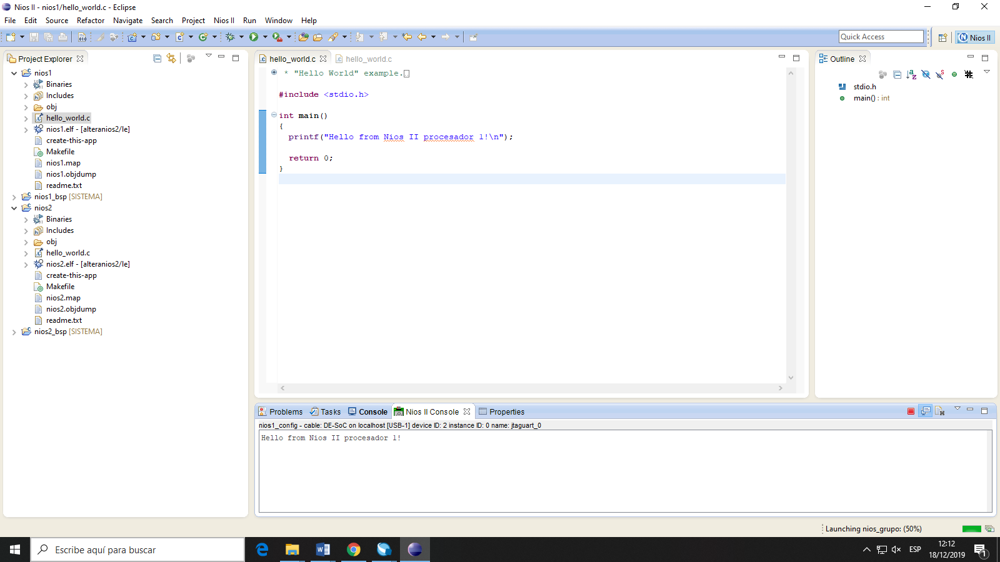 Nios II - nios1/hello_world.c - Eclipse
File Edit Source Refactor Navigate Search Project Nios II Run Window Help
Quick Access
Nios II
Project Explorer
nios1
Binaries
Includes
obj
hello_world.c
nios1.elf - [alteranios2/le]
create-this-app
Makefile
nios1.map
nios1.objdump
readme.txt
nios1_bsp [SISTEMA]
nios2
Binaries
Includes
obj
hello_world.c
nios2.elf - [alteranios2/le]
create-this-app
Makefile
nios2.map
nios2.objdump
readme.txt
nios2_bsp [SISTEMA]
hello_world.c hello_world.c
* "Hello World" example.
#include <stdio.h>
int main()
{
printf("Hello from Nios II procesador 1!\n");
return 0;
}
Outline
stdio.h
main() : int
Problems Tasks Console Nios II Console Properties
nios1_config - cable: DE-SoC on localhost [USB-1] device ID: 2 instance ID: 0 name: jtaguart_0
Hello from Nios II procesador 1!
Launching nios_grupo: (50%)
Escribe aquí para buscar
ESP
12:12
18/12/2019
1